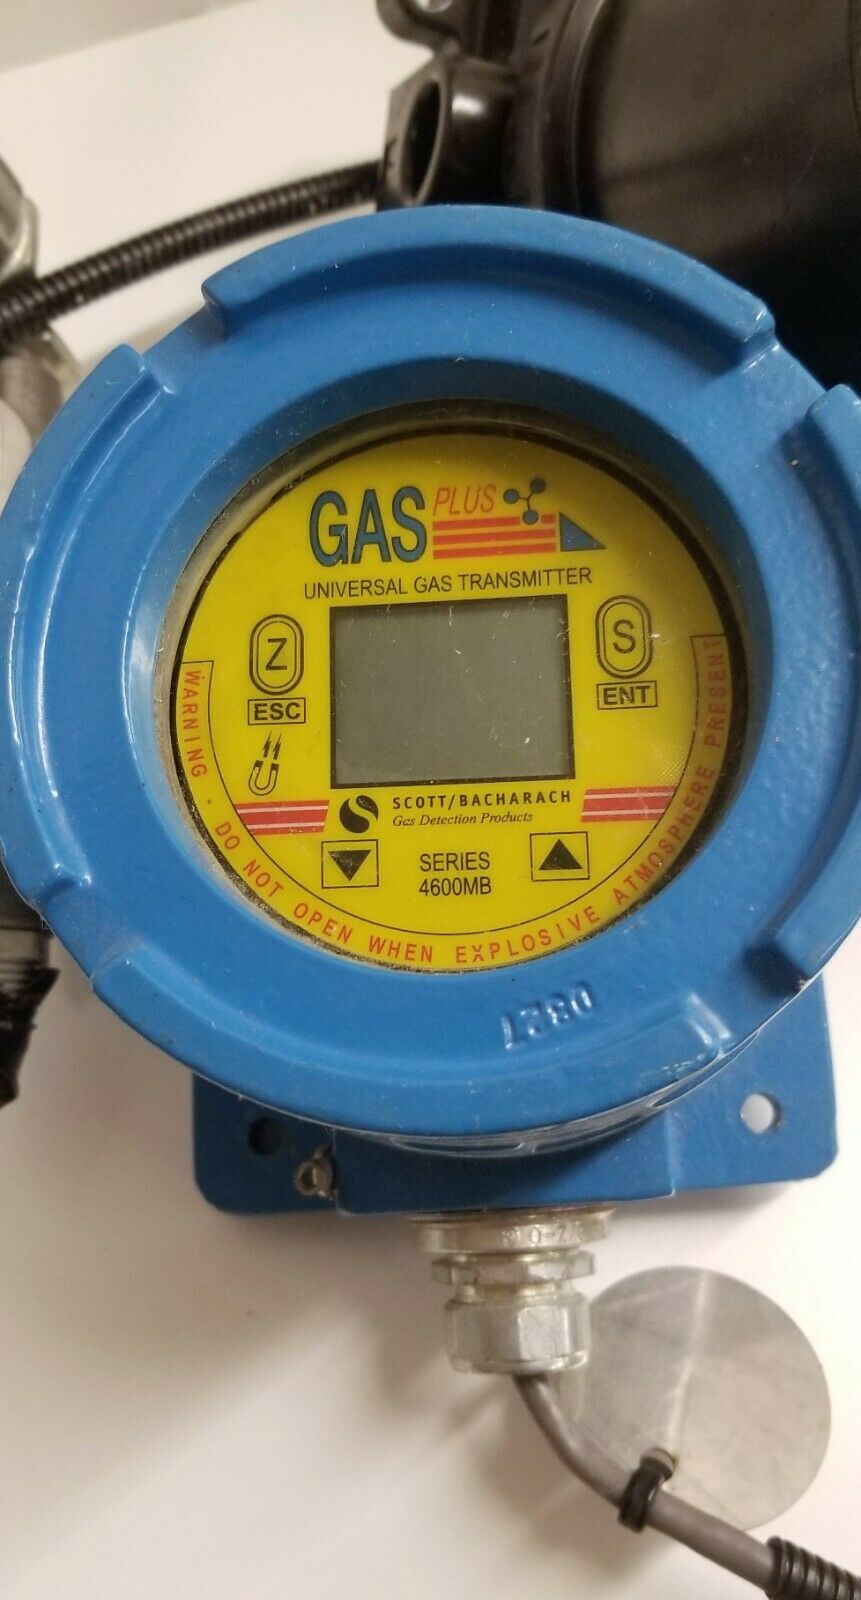 GAS PLUS
UNIVERSAL GAS TRANSMITTER
Z
S
ESC
ENT
SCOTT/BACHARACH
Gas Detection Products
SERIES
4600MB
WARNING - DO NOT OPEN WHEN EXPLOSIVE ATMOSPHERE PRESENT
0827